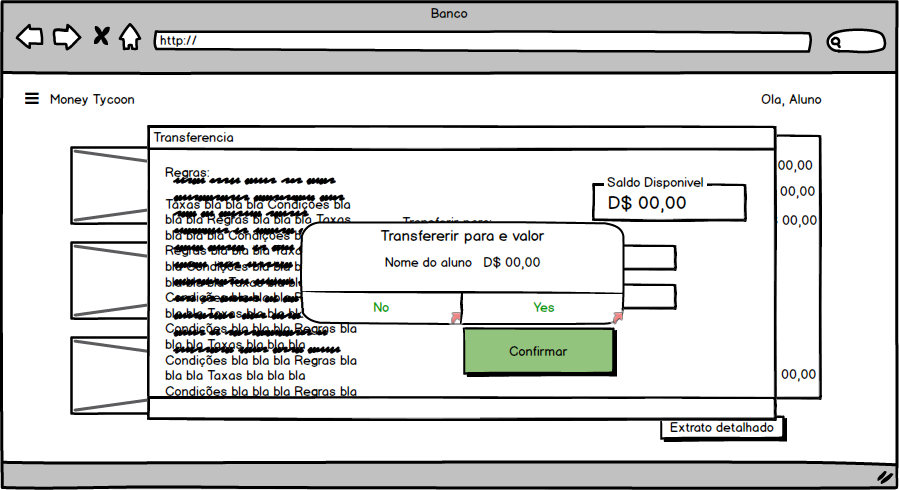 Banco
http://
Money Tycoon
Ola, Aluno
Transferencia
Regras:
Taxas bla bla bla Condições bla
bla bla Regras bla bla bla Taxas
bla bla bla Condições b
Regras bla bla bla Taxa
bla Condições bla bla b
bla bla bla Taxas bla bl
Condições bla bla bla R
bla bla Taxas bla bla b
Condições bla bla bla Regras bla
bla bla Taxas bla bla bla
Condições bla bla bla Regras bla
bla bla Taxas bla bla bla
Condições bla bla bla Regras bla
Saldo Disponivel
D$ 00,00
Transferir para:
Transfererir para e valor
Nome do aluno D$ 00,00
No
Yes
Confirmar
00,00
00,00
00,00
00,00
Extrato detalhado